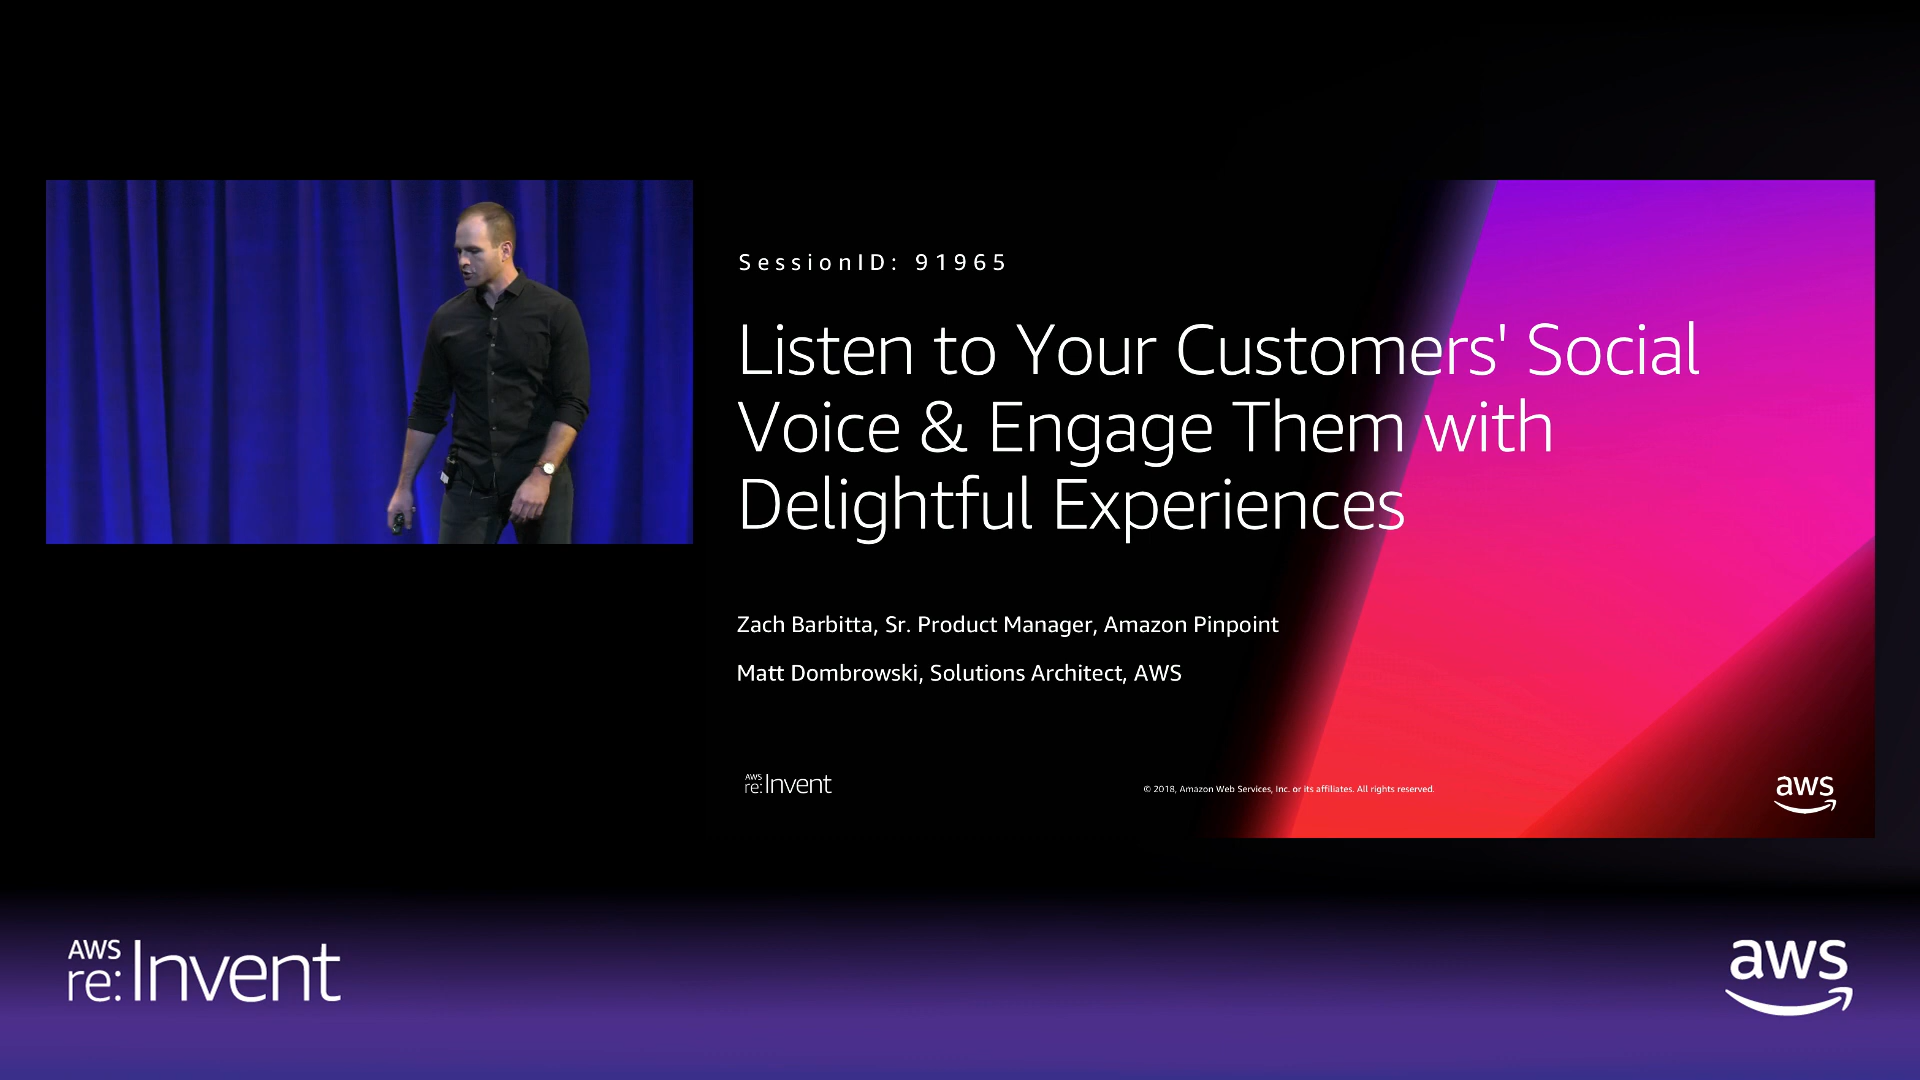 SessionID: 91965
Listen to Your Customers' Social
Voice & Engage Them with
Delightful Experiences
Zach Barbitta, Sr. Product Manager, Amazon Pinpoint
Matt Dombrowski, Solutions Architect, AWS
AWS
re:Invent
© 2018, Amazon Web Services, Inc. or its affiliates. All rights reserved.
aws
AWS
re:Invent
aws